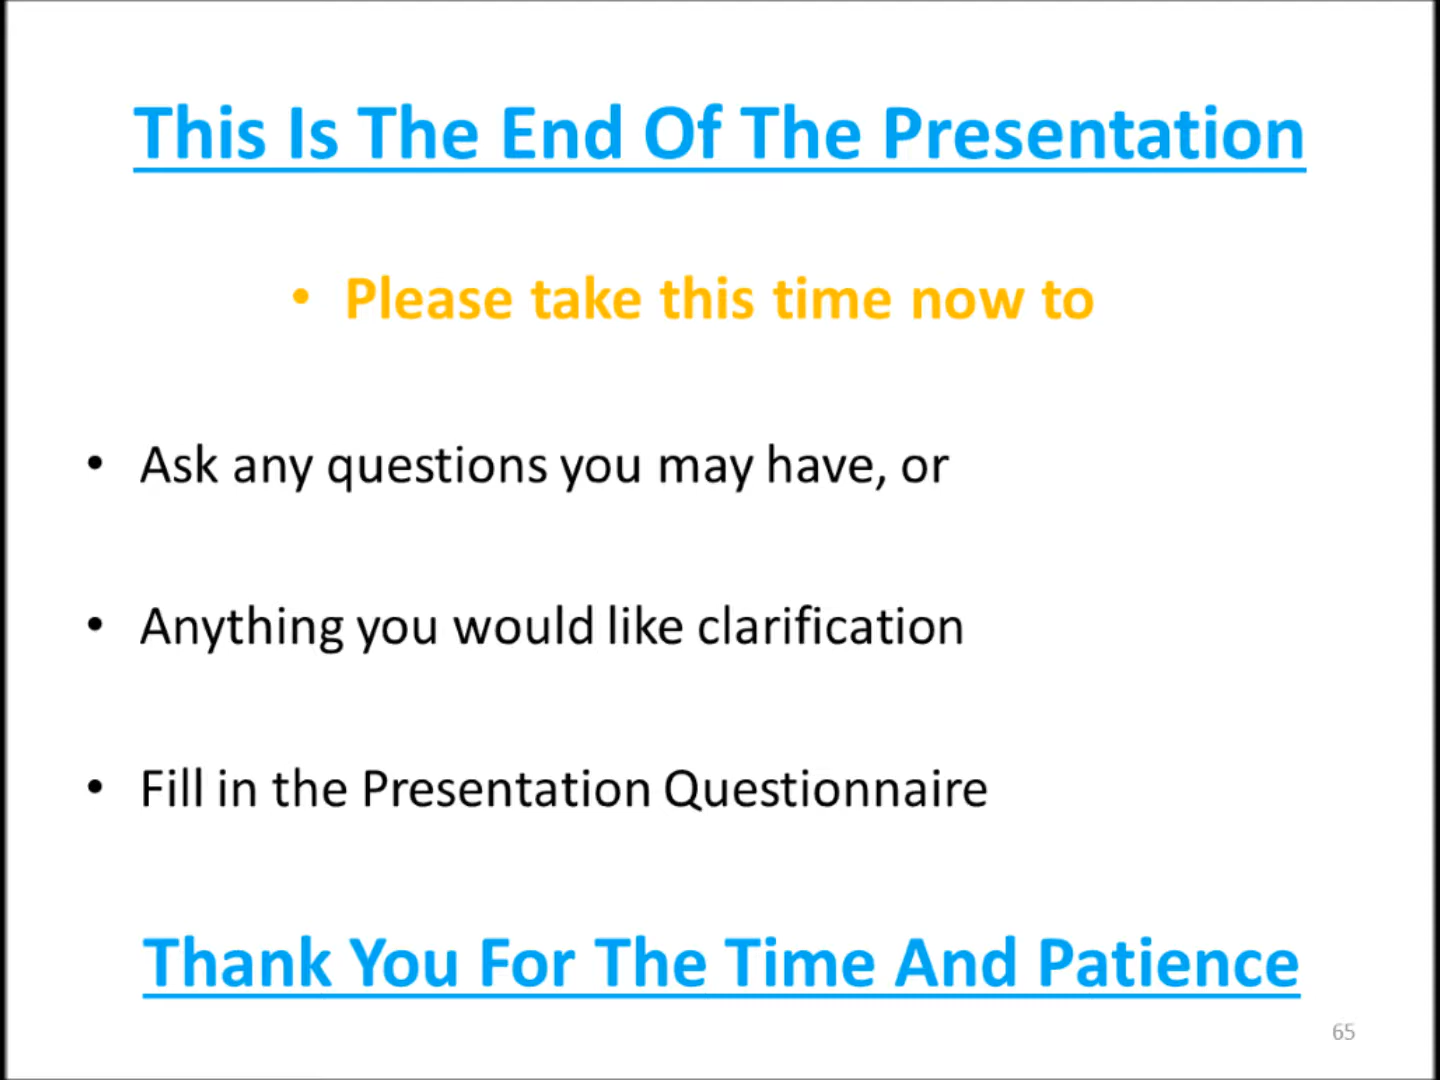 This Is The End Of The Presentation
• Please take this time now to
• Ask any questions you may have, or
• Anything you would like clarification
• Fill in the Presentation Questionnaire
Thank You For The Time And Patience
65